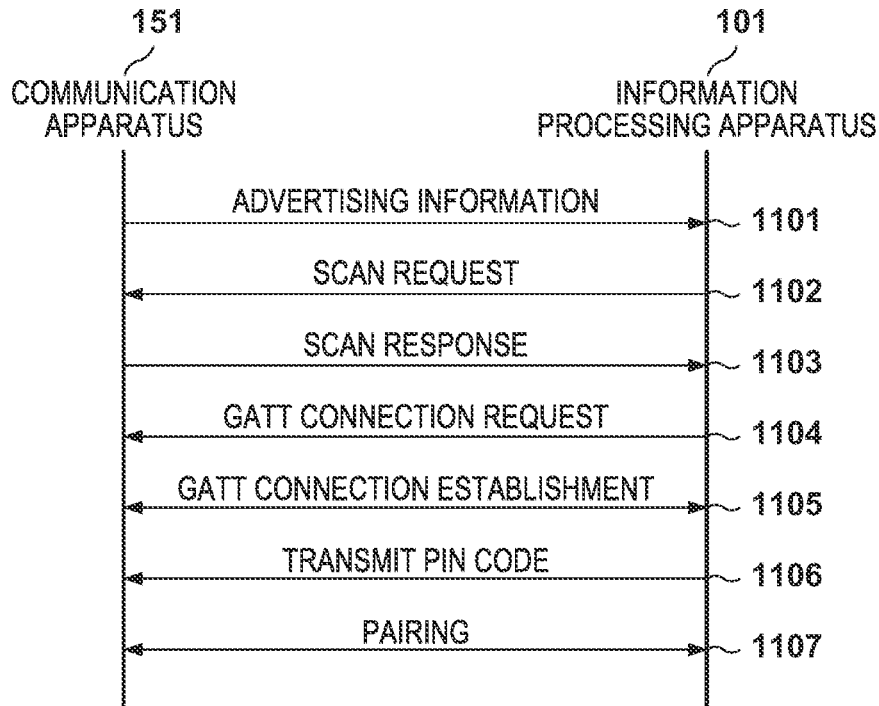 151
101
COMMUNICATION
APPARATUS
INFORMATION
PROCESSING APPARATUS
ADVERTISING INFORMATION
1101
SCAN REQUEST
1102
SCAN RESPONSE
1103
GATT CONNECTION REQUEST
1104
GATT CONNECTION ESTABLISHMENT
1105
TRANSMIT PIN CODE
1106
PAIRING
1107